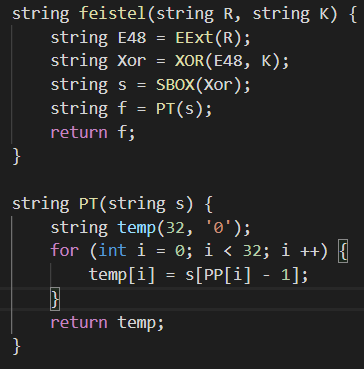 string feistel(string R, string K) {
    string E48 = EExt(R);
    string Xor = XOR(E48, K);
    string s = SBOX(Xor);
    string f = PT(s);
    return f;
}

string PT(string s) {
    string temp(32, '0');
    for (int i = 0; i < 32; i ++) {
        temp[i] = s[PP[i] - 1];
    }
    return temp;
}